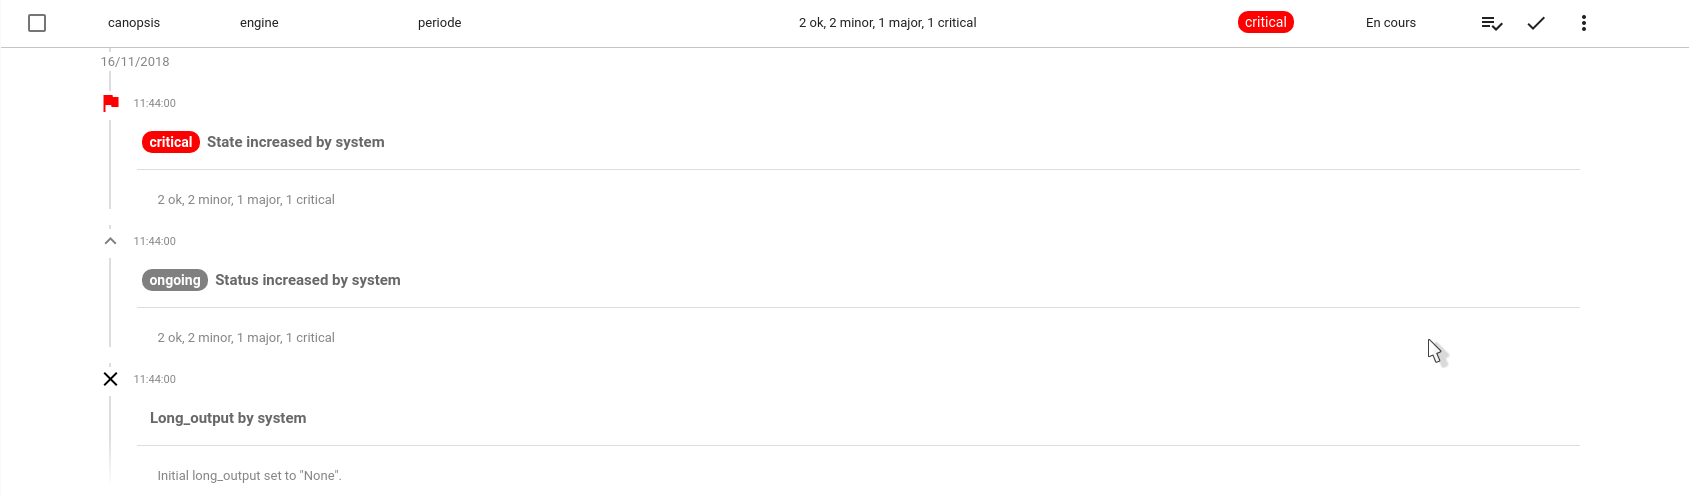 canopsis engine periode 2 ok, 2 minor, 1 major, 1 critical critical En cours
16/11/2018
11:44:00
critical State increased by system
2 ok, 2 minor, 1 major, 1 critical
11:44:00
ongoing Status increased by system
2 ok, 2 minor, 1 major, 1 critical
11:44:00
Long_output by system
Initial long_output set to "None".